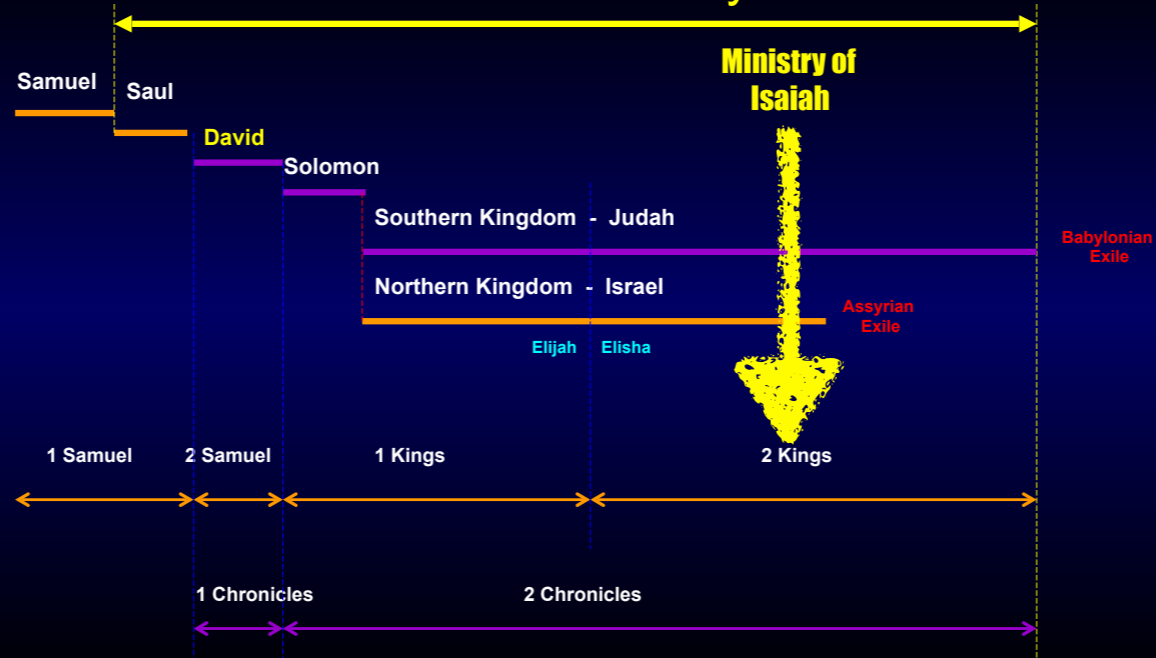 Ministry of
Isaiah
Samuel
Saul
David
Solomon
Southern Kingdom - Judah
Babylonian
Exile
Northern Kingdom - Israel
Assyrian
Exile
Elijah Elisha
1 Samuel 2 Samuel 1 Kings 2 Kings
1 Chronicles 2 Chronicles